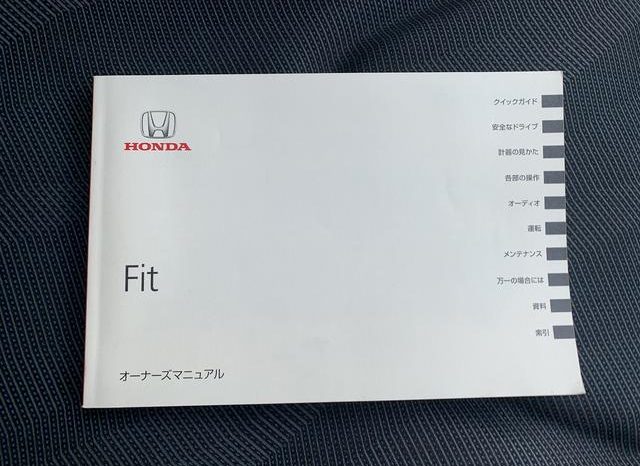 HONDA
Fit
オーナーズマニュアル
クイックガイド
安全なドライブ
計器の見かた
各部の操作
オーディオ
運転
メンテナンス
万一の場合には
資料
索引